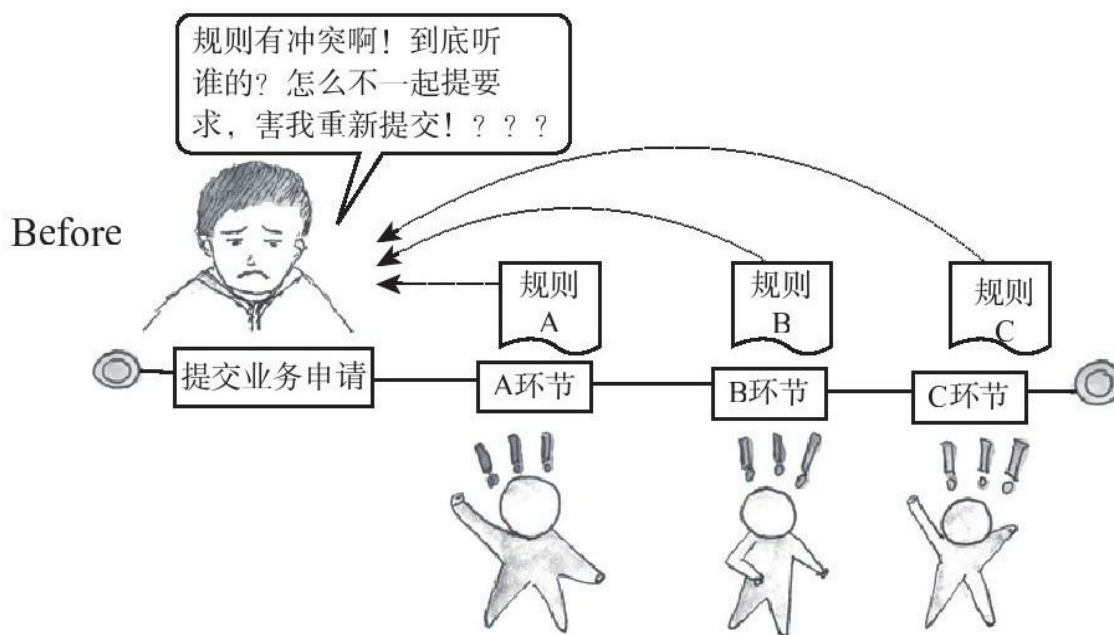 规则有冲突啊！到底听
谁的？怎么不一起提要
求，害我重新提交！？？？
Before
规则
A
规则
B
规则
C
提交业务申请
A环节
B环节
C环节